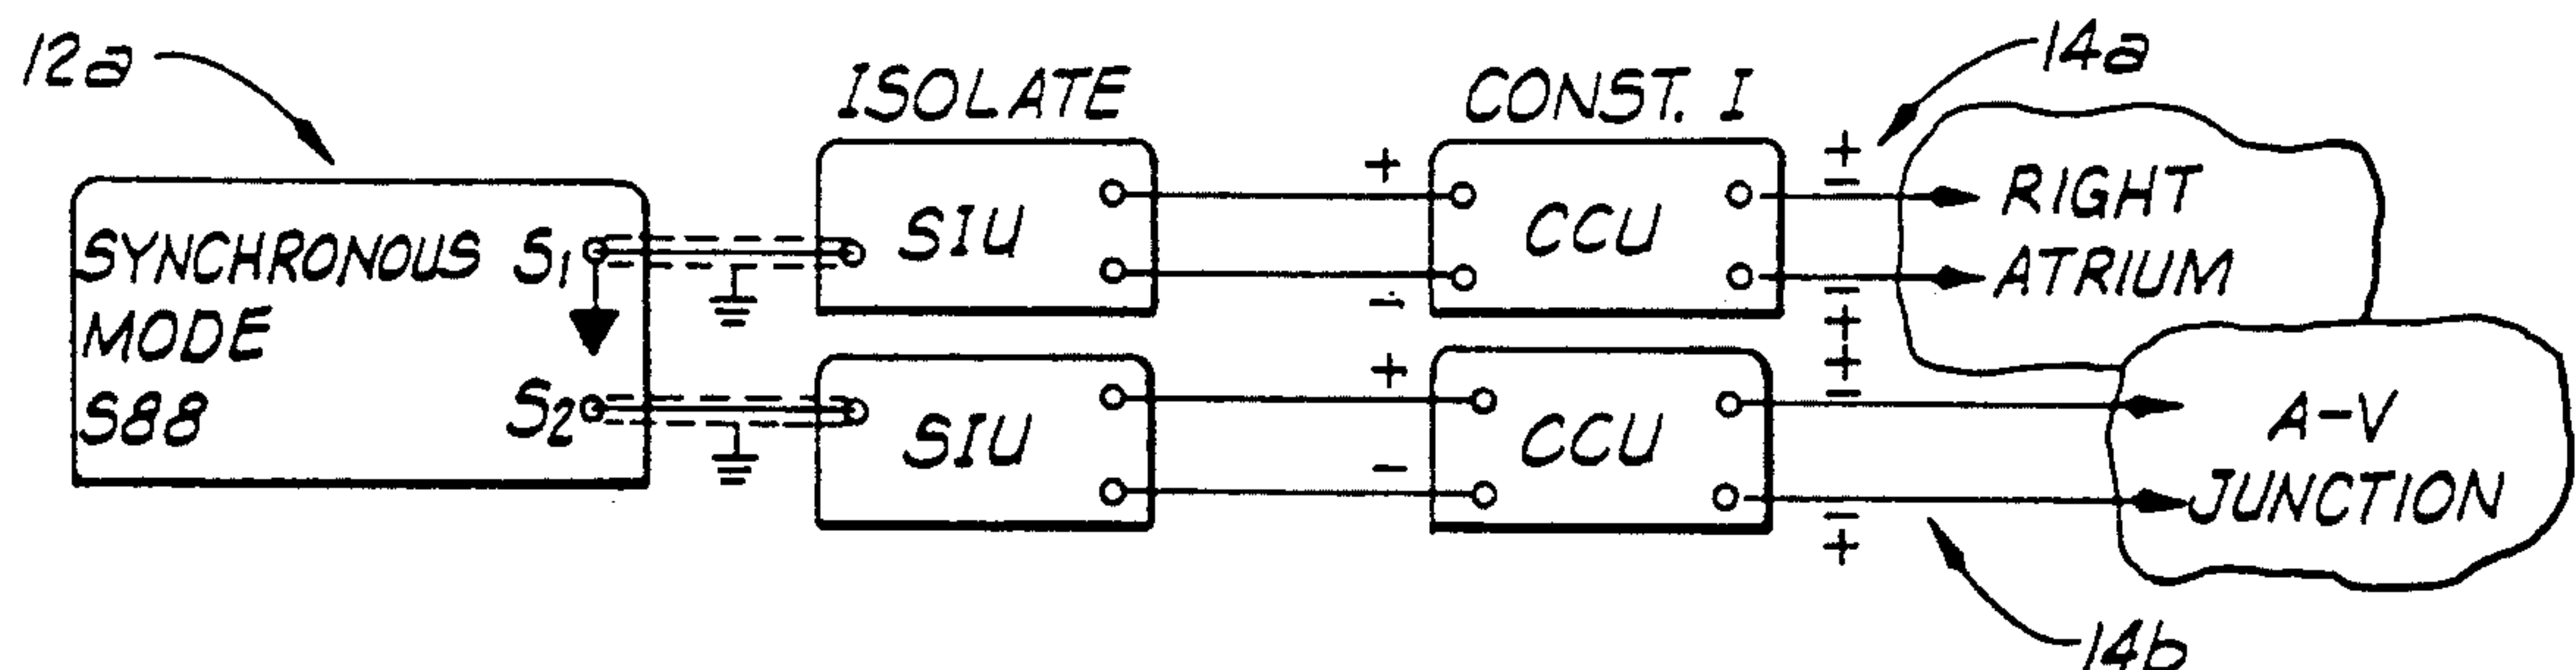 12a
ISOLATE
CONST. I
14a
SYNCHRONOUS
MODE
S88
S1
S2
SIU
SIU
+
-
+
-
CCU
CCU
+
-
-
+
+
-
-
+
RIGHT
ATRIUM
A-V
JUNCTION
14b